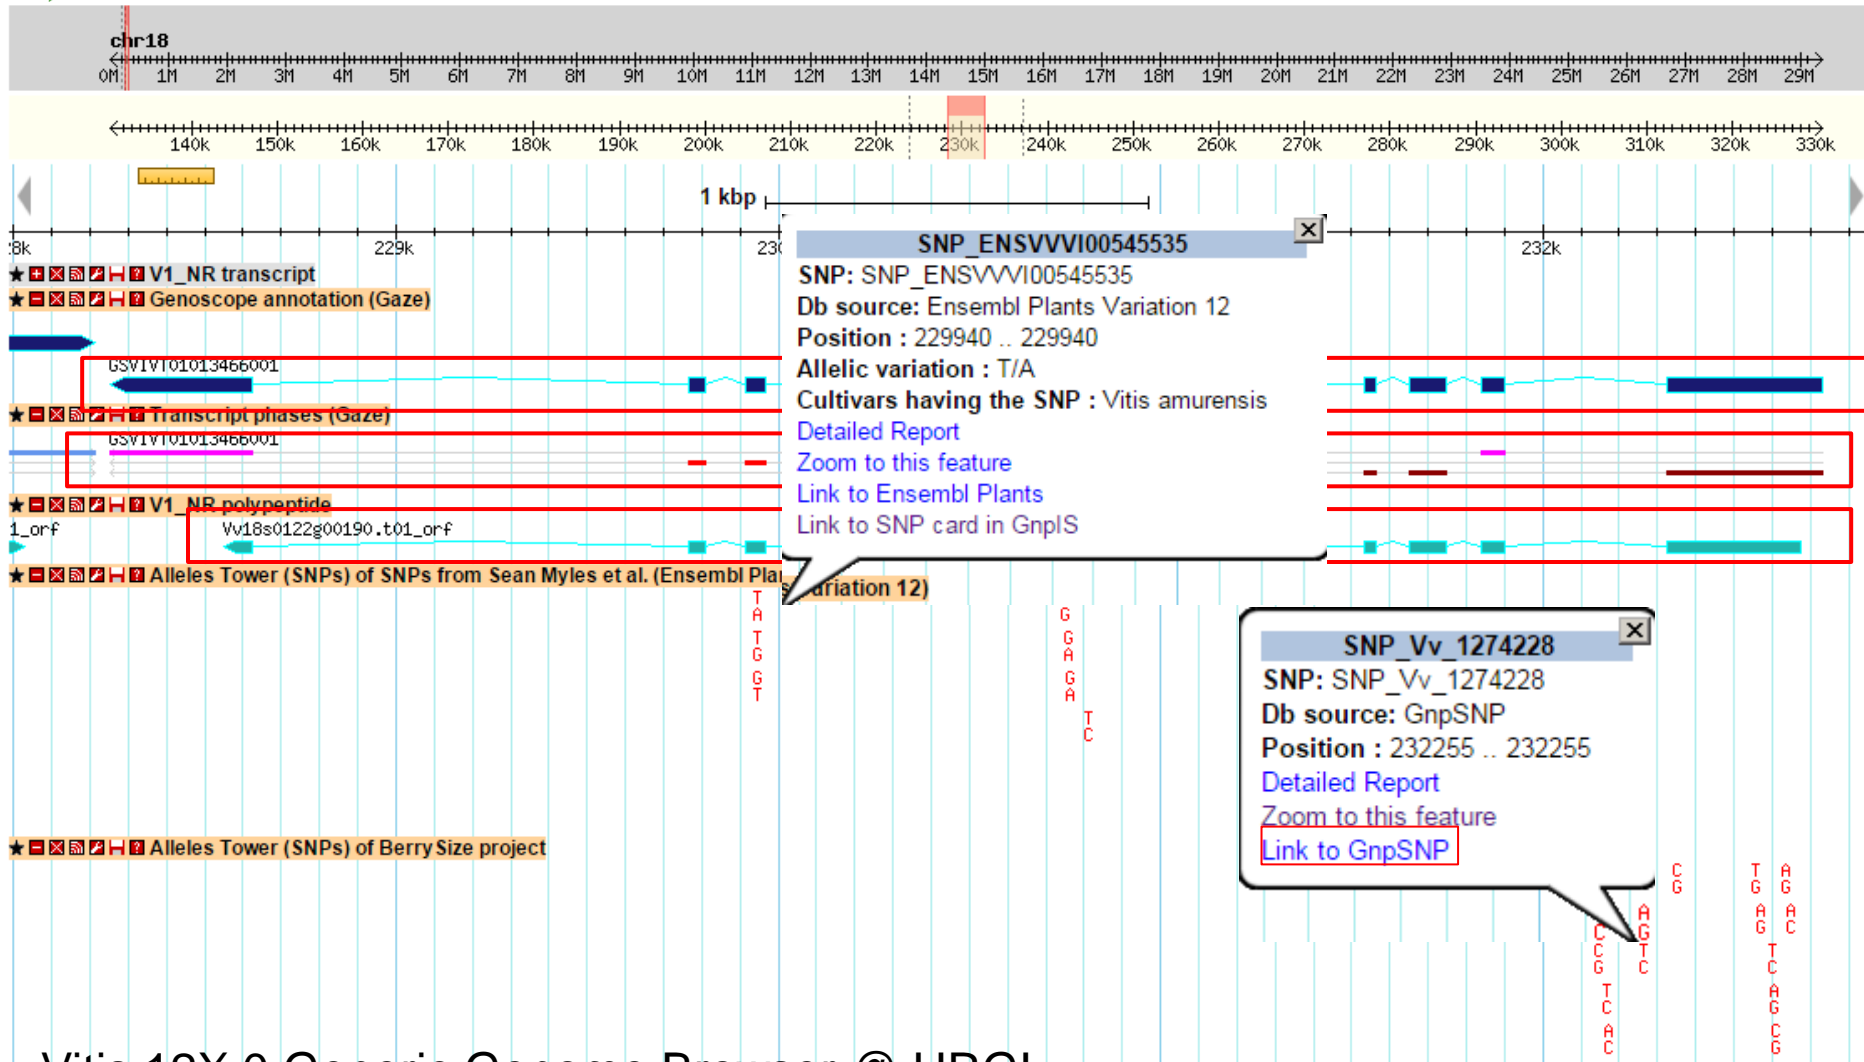 chr18
0M 1M 2M 3M 4M 5M 6M 7M 8M 9M 10M 11M 12M 13M 14M 15M 16M 17M 18M 19M 20M 21M 22M 23M 24M 25M 26M 27M 28M 29M
140k 150k 160k 170k 180k 190k 200k 210k 220k 230k 240k 250k 260k 270k 280k 290k 300k 310k 320k 330k
1 kbp
8k 229k 230 232k
V1_NR transcript
Genoscope annotation (Gaze)
GSVIVT01013466001
Transcript phases (Gaze)
GSVIVT01013466001
V1_NR polypeptide
1_orf Vv18s0122g00190.t01_orf
Alleles Tower (SNPs) of SNPs from Sean Myles et al. (Ensembl Pla s Variation 12)
SNP_ENSVVVI00545535
SNP: SNP_ENSVVVI00545535
Db source: Ensembl Plants Variation 12
Position : 229940 .. 229940
Allelic variation : T/A
Cultivars having the SNP : Vitis amurensis
Detailed Report
Zoom to this feature
Link to Ensembl Plants
Link to SNP card in GnpIS
T
A G
T G
G GA
G G
T A
T
C
SNP_Vv_1274228
SNP: SNP_Vv_1274228
Db source: GnpSNP
Position : 232255 .. 232255
Detailed Report
Zoom to this feature
Link to GnpSNP
Alleles Tower (SNPs) of BerrySize project
C T A
G G G
A A A
C G G C
C T T
G C C
T A
C G
A C
C G